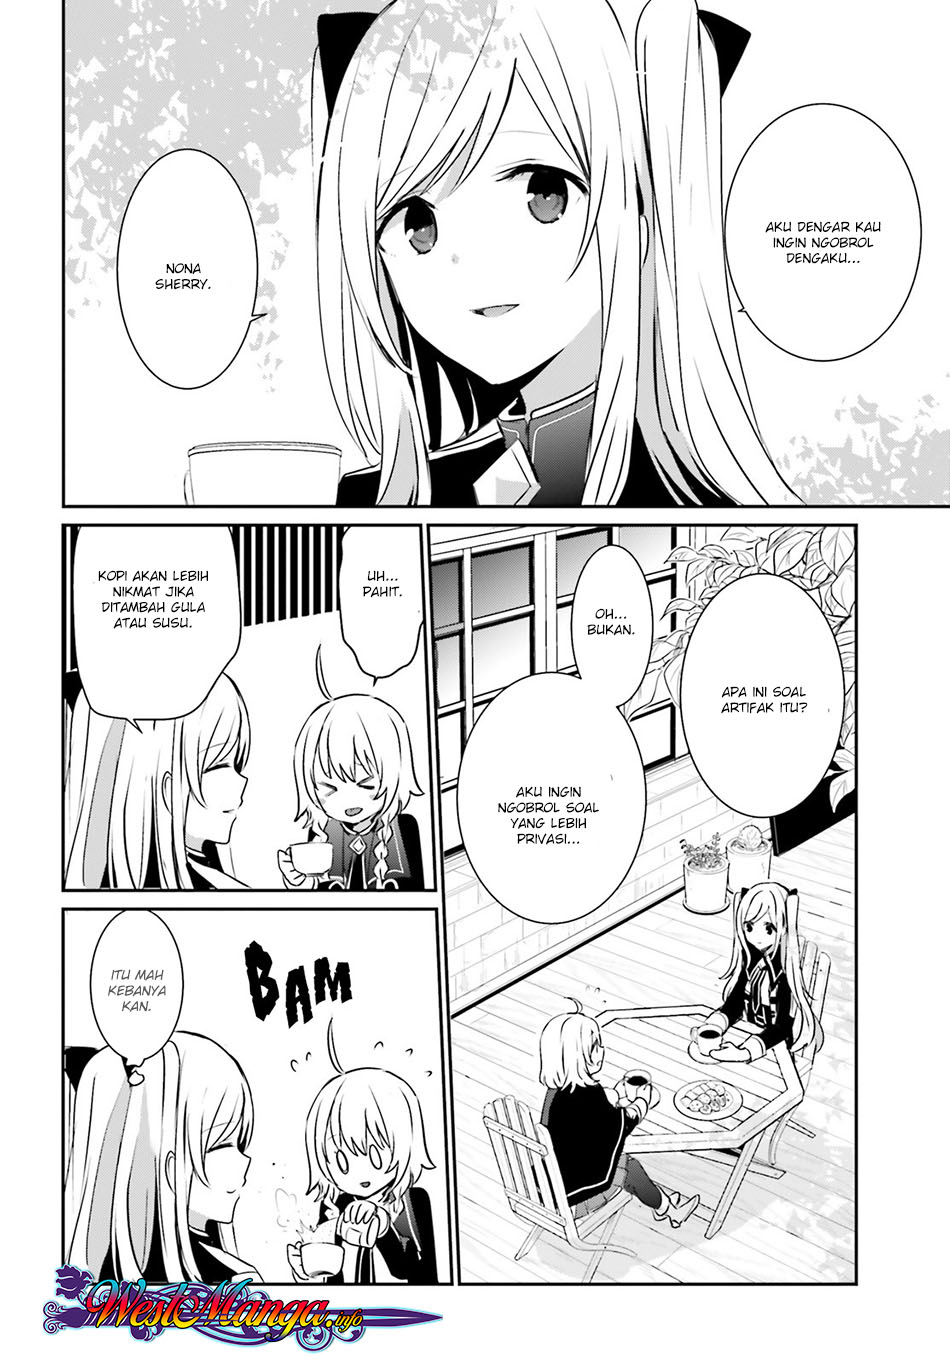 AKU DENGAR KAU
INGIN NGOBROL
DENGAKU...
NONA
SHERRY.
APA INI SOAL
ARTIFAK ITU?
OH...
BUKAN.
AKU INGIN
NGOBROL SOAL
YANG LEBIH
PRIVASI...
UH...
PAHIT.
KOPI AKAN LEBIH
NIKMAT JIKA
DITAMBAH GULA
ATAU SUSU.
BAM
ITU MAH
KEBANYA
KAN.
WestManga.info